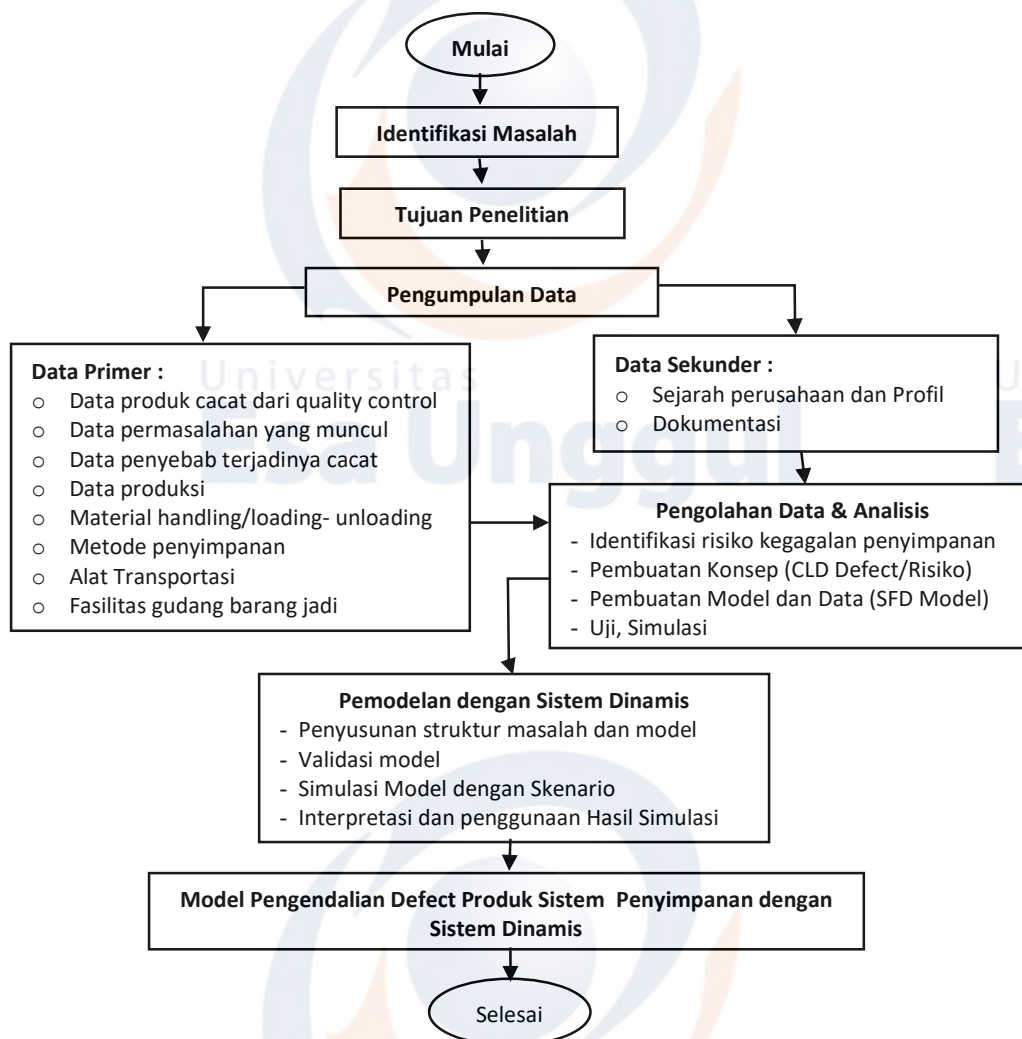 Mulai
Identifikasi Masalah
Tujuan Penelitian
Pengumpulan Data
Data Primer :
o Data produk cacat dari quality control
o Data permasalahan yang muncul
o Data penyebab terjadinya cacat
o Data produksi
o Material handling/loading- unloading
o Metode penyimpanan
o Alat Transportasi
o Fasilitas gudang barang jadi
Data Sekunder :
o Sejarah perusahaan dan Profil
o Dokumentasi
Pengolahan Data & Analisis
- Identifikasi risiko kegagalan penyimpanan
- Pembuatan Konsep (CLD Defect/Risiko)
- Pembuatan Model dan Data (SFD Model)
- Uji, Simulasi
Pemodelan dengan Sistem Dinamis
- Penyusunan struktur masalah dan model
- Validasi model
- Simulasi Model dengan Skenario
- Interpretasi dan penggunaan Hasil Simulasi
Model Pengendalian Defect Produk Sistem Penyimpanan dengan
Sistem Dinamis
Selesai
Universitas
Esa Unggul
U
E